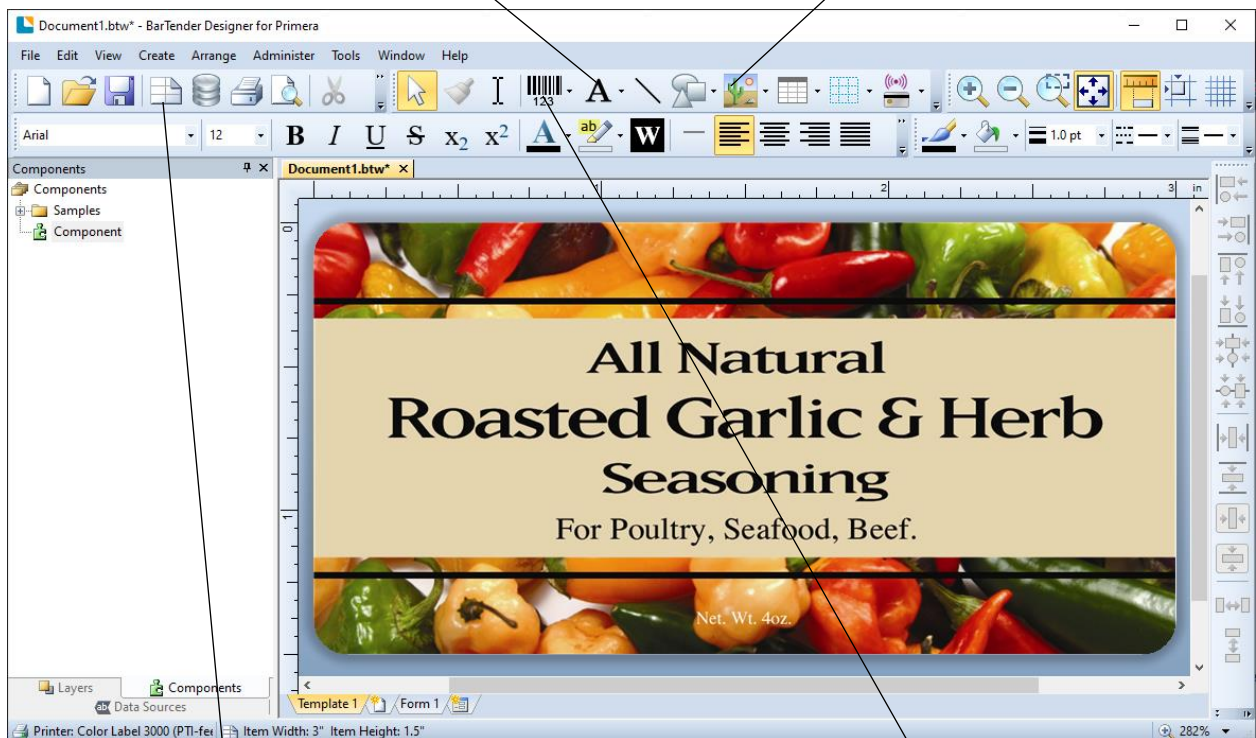 Document1.btw* - BarTender Designer for Primera
File Edit View Create Arrange Administer Tools Window Help
123 A
Arial 12 B I U S X₂ X² A ab W 1.0 pt
Components Document1.btw*
Components
Samples
Component
1 2 3 in
0
1
All Natural
Roasted Garlic & Herb
Seasoning
For Poultry, Seafood, Beef.
Net. Wt. 4oz.
Layers Components
Data Sources
Template 1 Form 1
Printer: Color Label 3000 (PTI-fee Item Width: 3" Item Height: 1.5" 282%